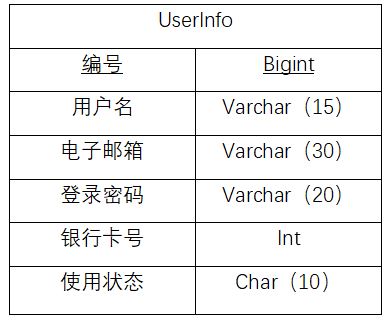 UserInfo
编号 Bigint
用户名 Varchar（15）
电子邮箱 Varchar（30）
登录密码 Varchar（20）
银行卡号 Int
使用状态 Char（10）